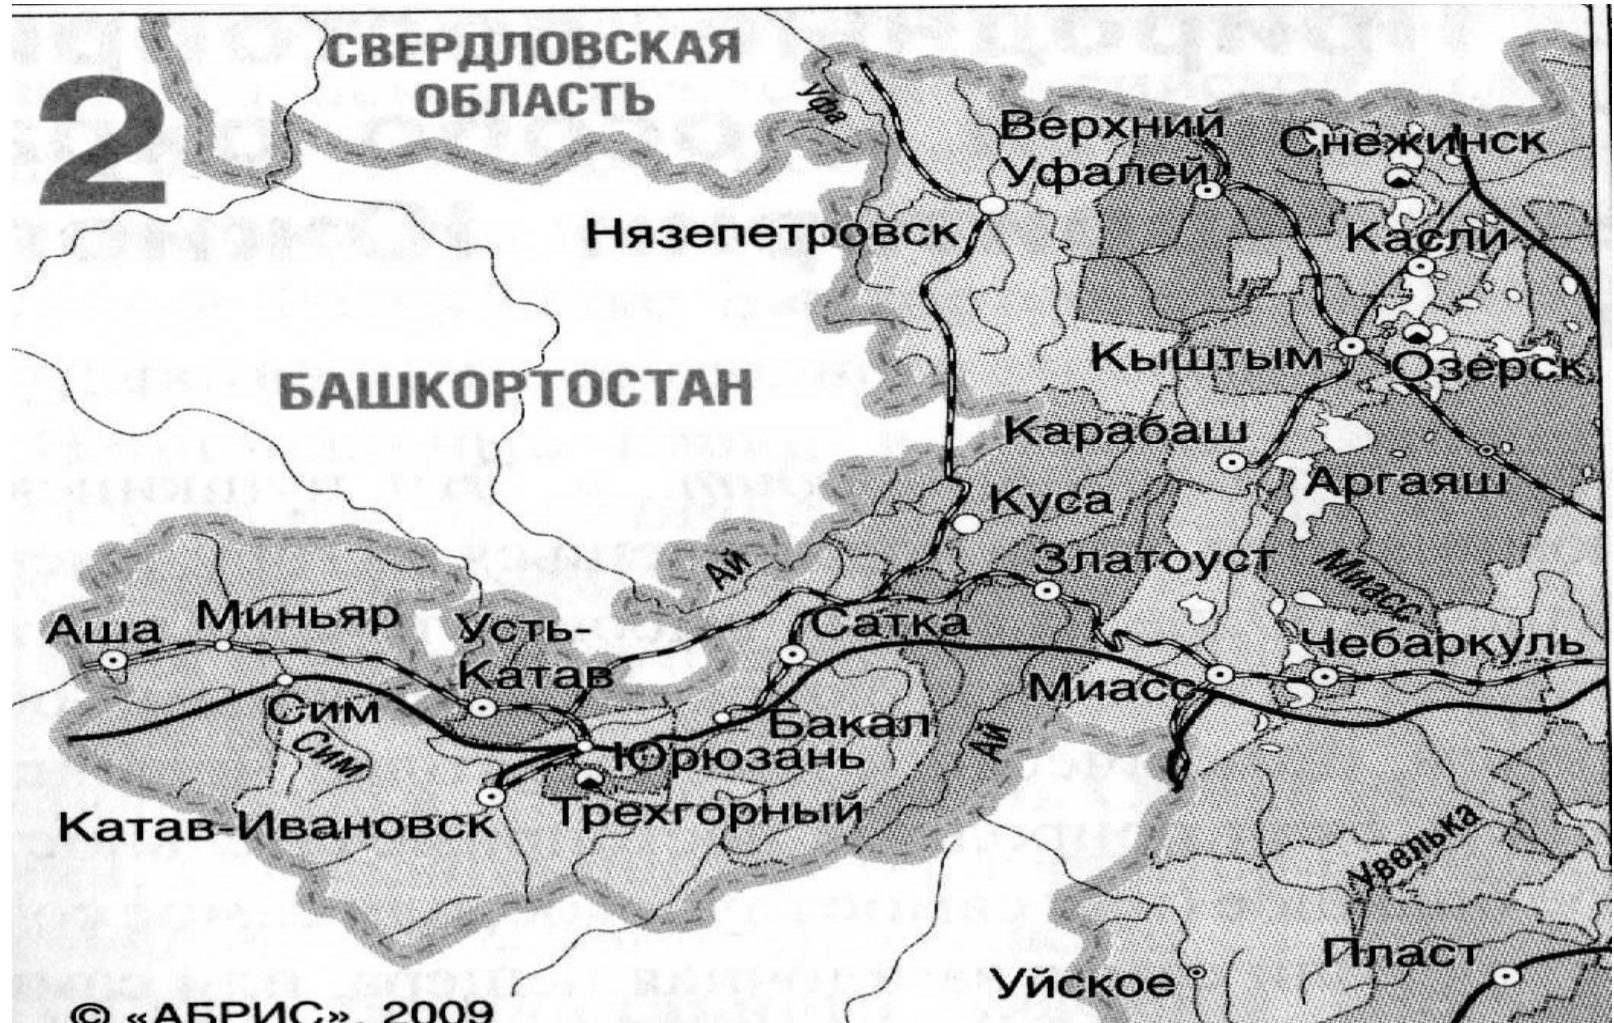 СВЕРДЛОВСКАЯ
ОБЛАСТЬ
2
Уфа
Верхний
Уфалей
Снежинск
Нязепетровск
Касли
Кыштым
Озерск
БАШКОРТОСТАН
Карабаш
Аргаяш
Куса
Златоуст
Миасс
Ай
Аша
Миньяр
Усть-
Катав
Сатка
Чебаркуль
Миасс
Сим
Сим
Бакал
Ай
Юрюзань
Трехгорный
Катав-Ивановск
Увелька
Пласт
Уйское
© «АБРИС», 2009